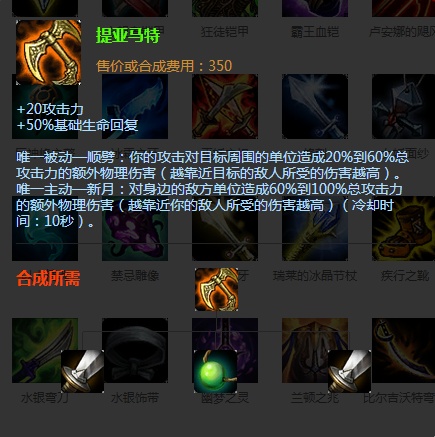 狂徒铠甲
霸王血铠
卢安娜的飓风
提亚马特
售价或合成费用：350
+20攻击力
+50%基础生命回复
唯一被动—顺劈：你的攻击对目标周围的单位造成20%到60%总
攻击力的额外物理伤害（越靠近目标的敌人所受的伤害越高）。
唯一主动—新月：对身边的敌方单位造成60%到100%总攻击力
的额外物理伤害（越靠近你的敌人所受的伤害越高）（冷却时
间：10秒）。
禁忌雕像
牙
瑞莱的冰晶节杖
疾行之靴
合成所需
水银弯刀
水银饰带
幽梦之灵
兰顿之兆
比尔吉沃特弯